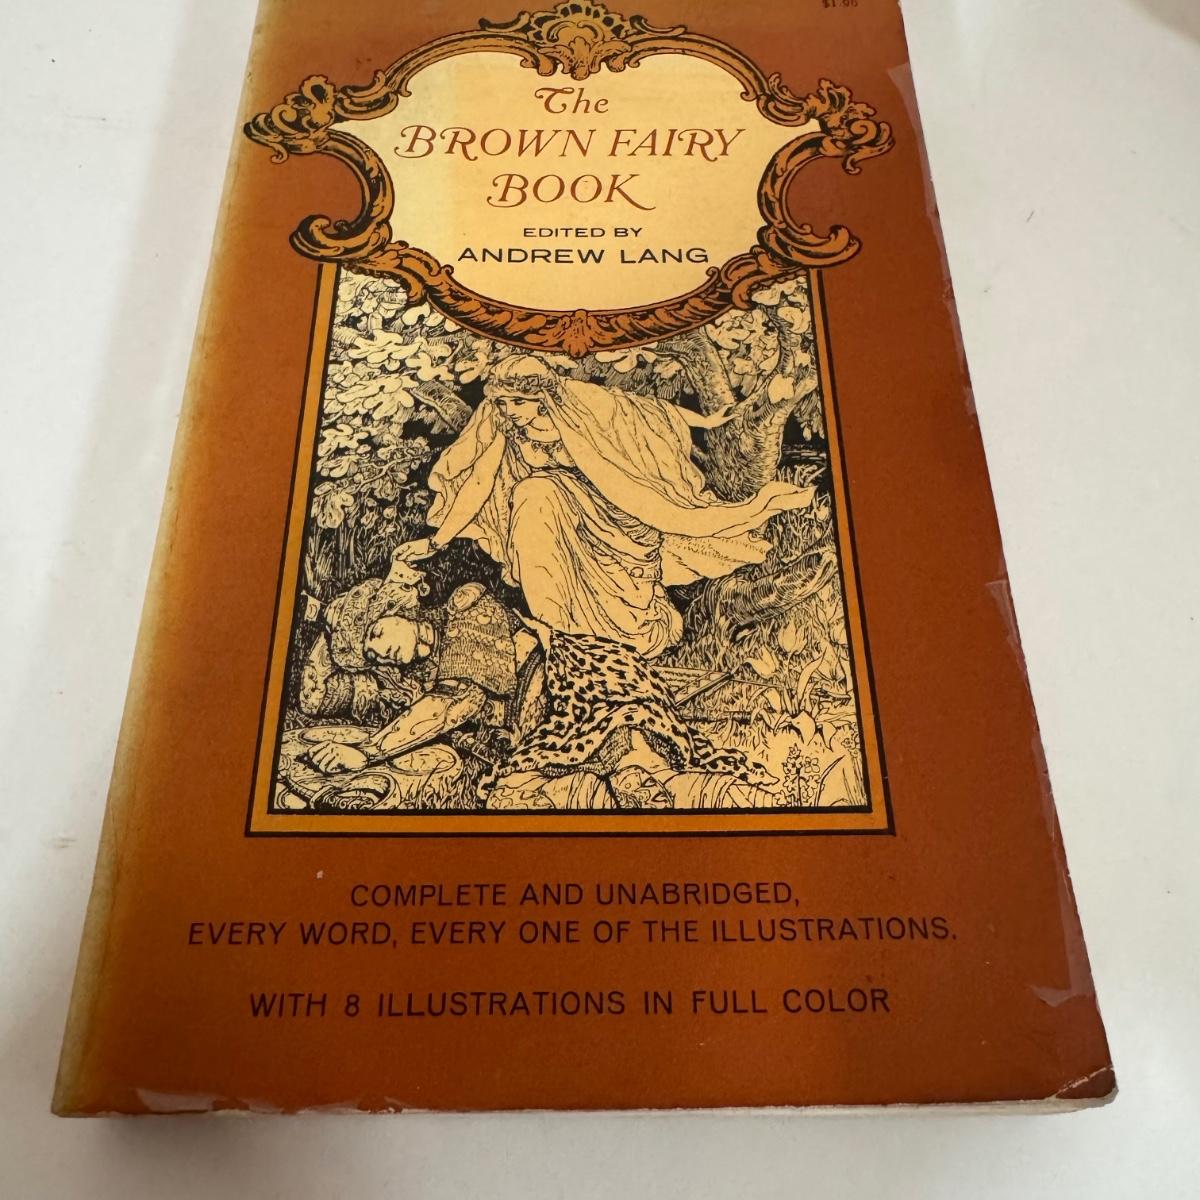 The
BROWN FAIRY
BOOK
EDITED BY
ANDREW LANG
COMPLETE AND UNABRIDGED,
EVERY WORD, EVERY ONE OF THE ILLUSTRATIONS.
WITH 8 ILLUSTRATIONS IN FULL COLOR